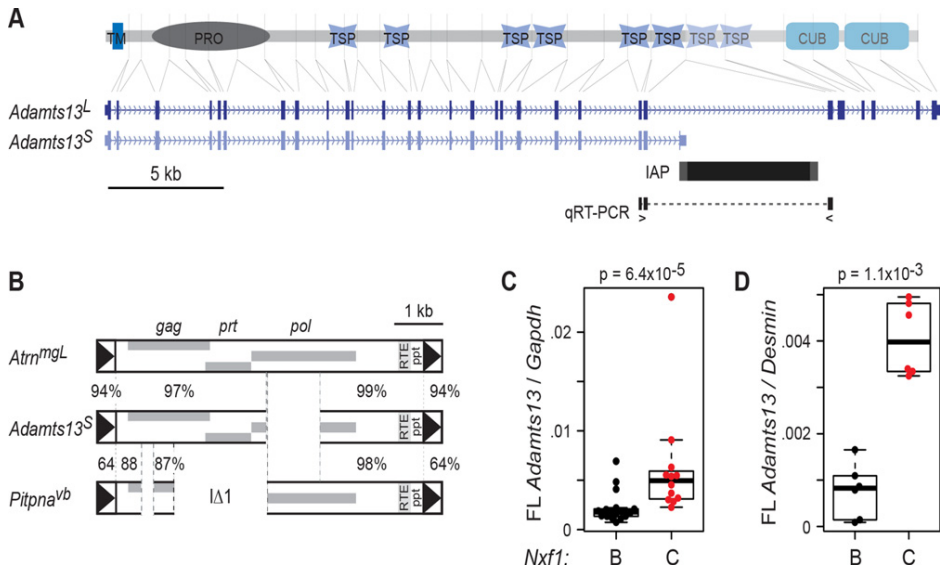 A
TM PRO TSP TSP TSP TSP TSP TSP TSP TSP CUB CUB
Adamts13L
Adamts13S
5 kb
IAP
qRT-PCR
> <
B
1 kb
gag prt pol
AtrnmgL
RTE ppt
94% 97% 99% 94%
Adamts13S
RTE ppt
64 88 87% 98% 64%
Pitpnavb
IΔ1
RTE ppt
C
p = 6.4x10-5
FL Adamts13 / Gapdh
.02
.01
0
Nxf1: B C
D
p = 1.1x10-3
FL Adamts13 / Desmin
.004
.002
0
B C